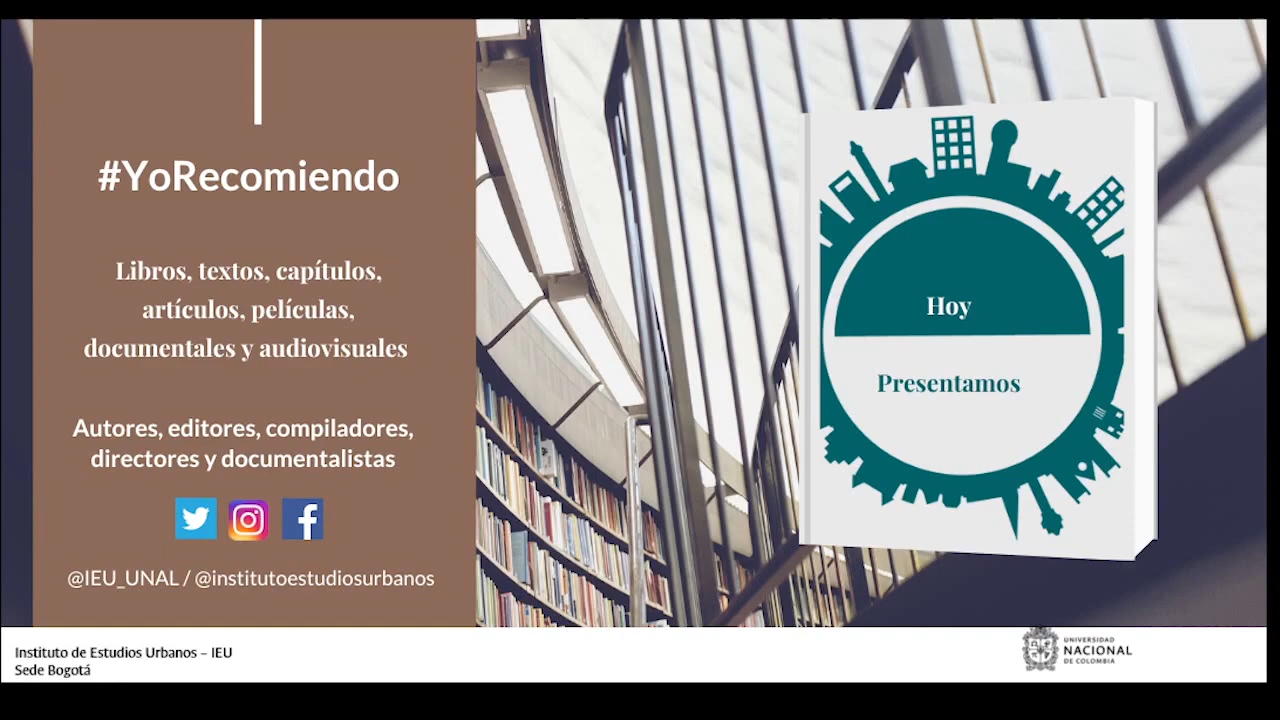 #YoRecomiendo
Libros, textos, capítulos,
artículos, películas,
documentales y audiovisuales
Autores, editores, compiladores,
directores y documentalistas
@IEU_UNAL / @institutoestudiosurbanos
Hoy
Presentamos
Instituto de Estudios Urbanos – IEU
Sede Bogotá
UNIVERSIDAD
NACIONAL
DE COLOMBIA